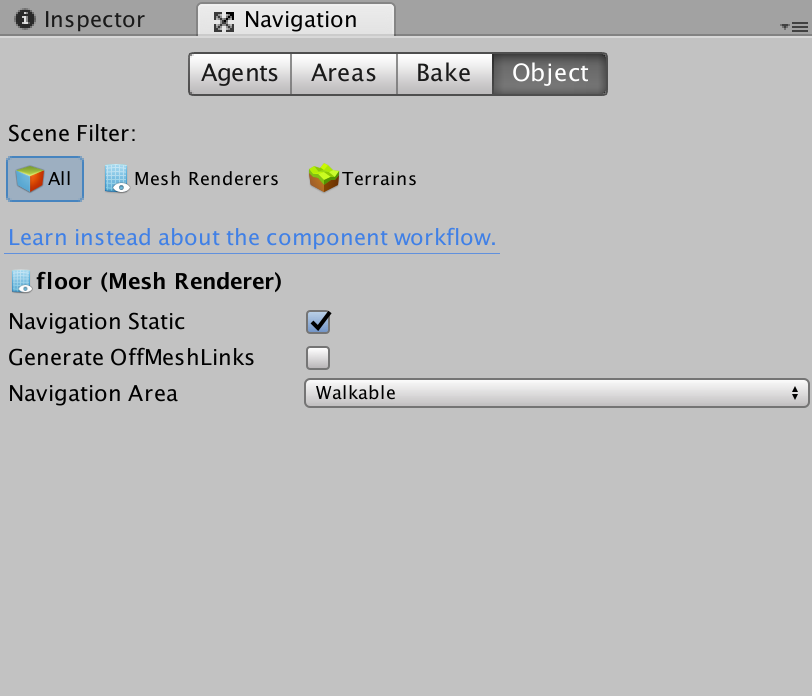 Inspector Navigation
Agents Areas Bake Object
Scene Filter:
All Mesh Renderers Terrains
Learn instead about the component workflow.
floor (Mesh Renderer)
Navigation Static
Generate OffMeshLinks
Navigation Area Walkable